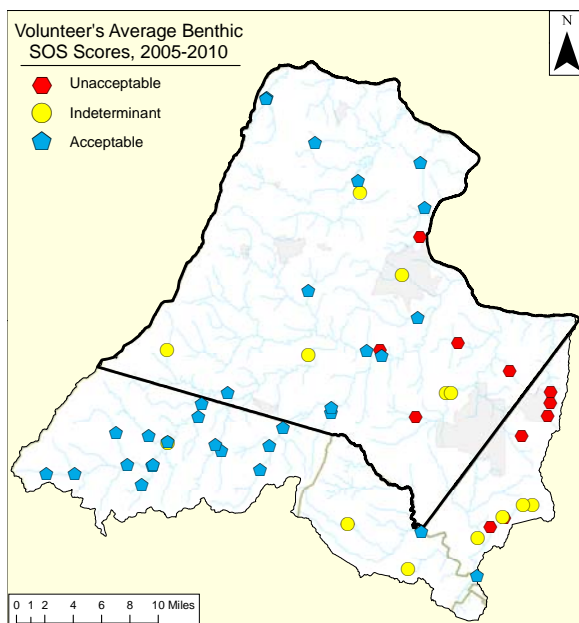 Volunteer's Average Benthic
SOS Scores, 2005-2010
Unacceptable
Indeterminant
Acceptable
N
0 1 2 4 6 8 10 Miles